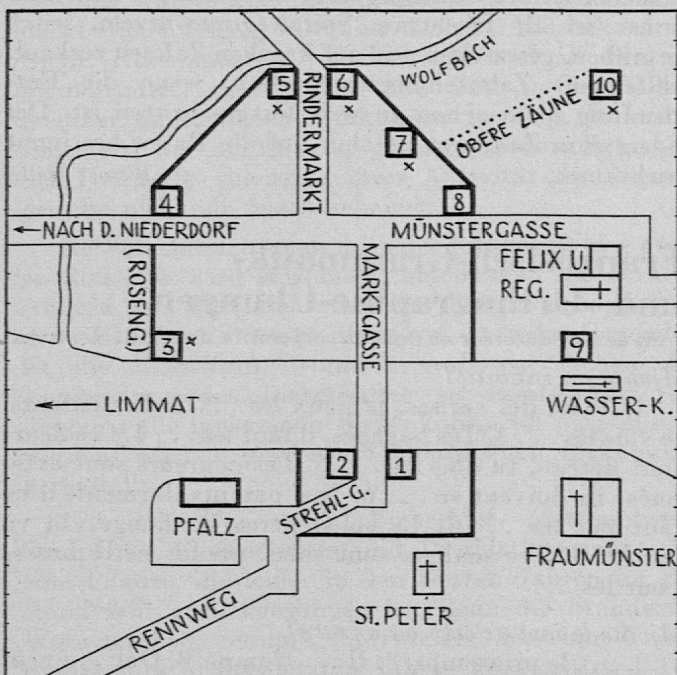 WOLFBACH
5 RINDERMARKT 6
10
×
×
7
×
OBERE ZÄUNE
×
4
8
← NACH D. NIEDERDORF
MÜNSTERGASSE
(ROSENG.)
MARKTGASSE
FELIX U.
REG.
3 ×
9
← LIMMAT
WASSER-K.
2
1
PFALZ
STREHL-G.
FRAUMÜNSTER
RENNWEG
ST. PETER